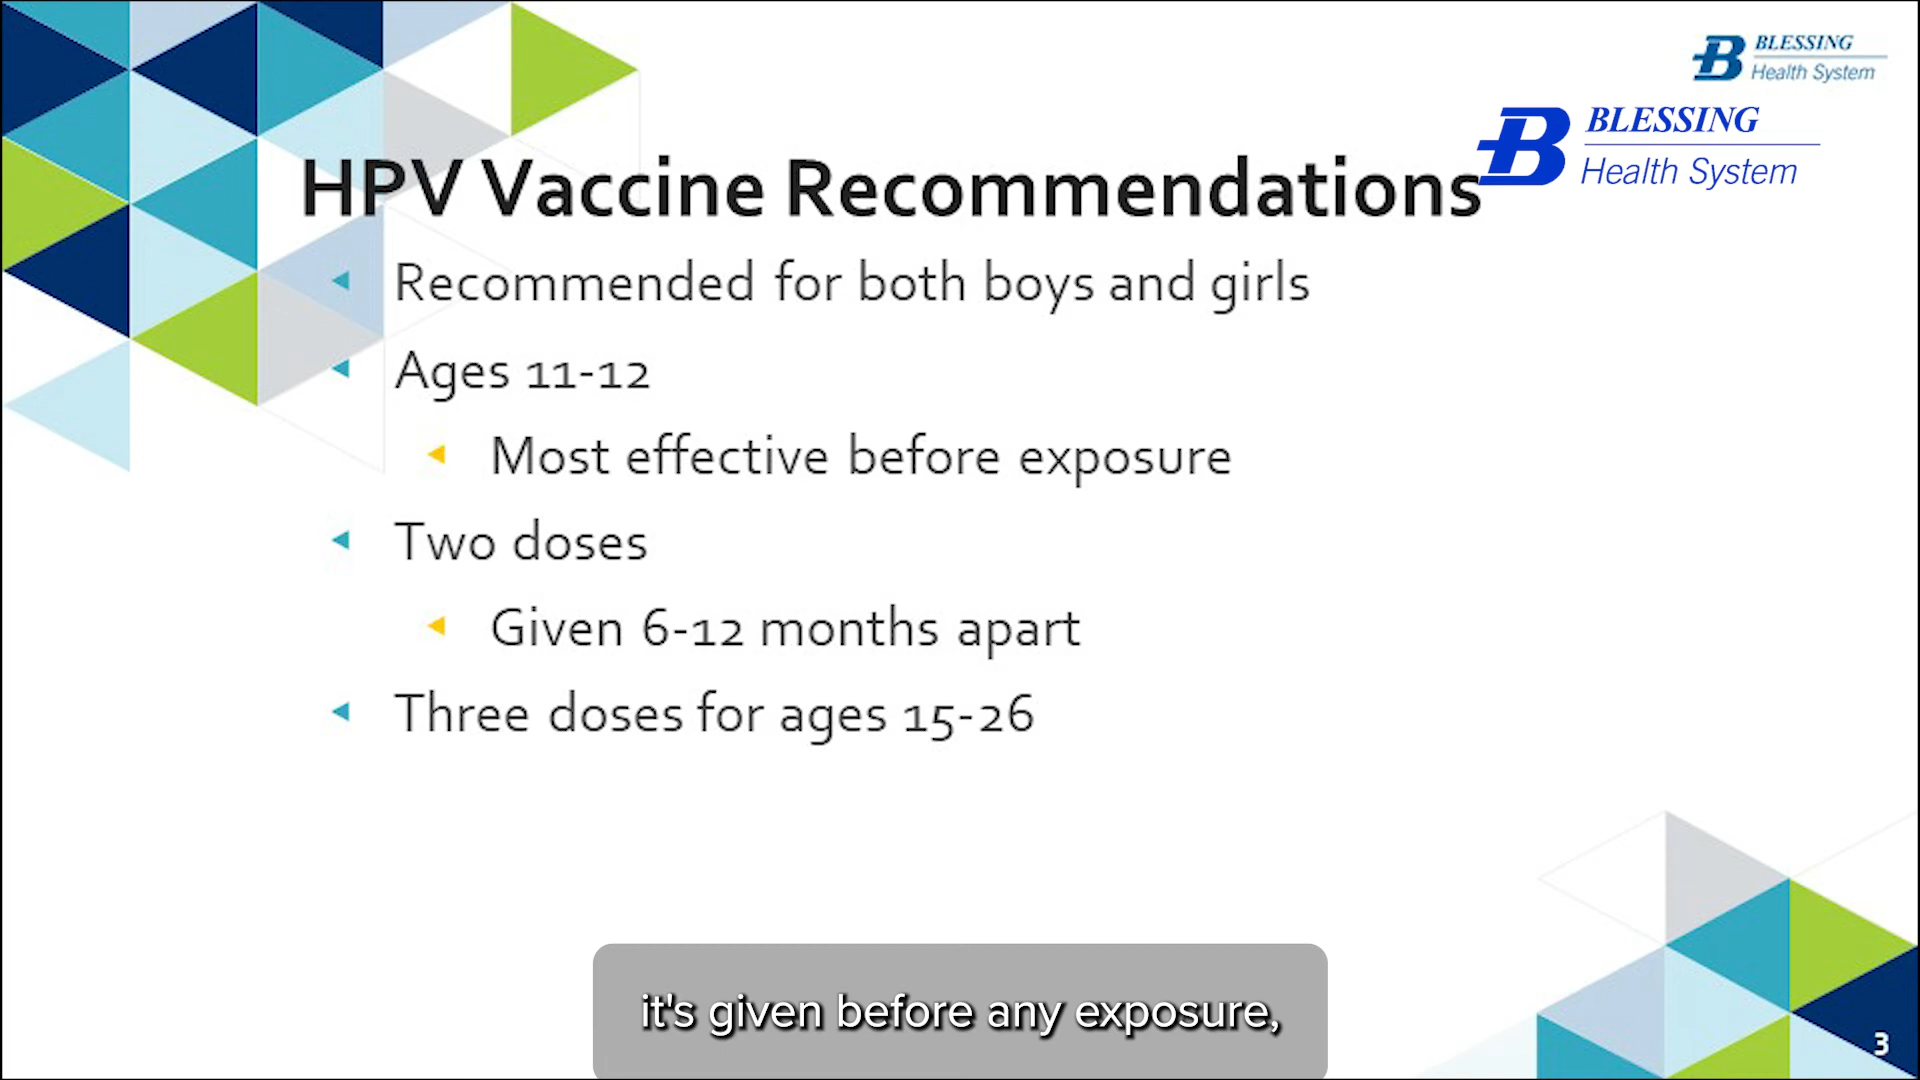 BLESSING
Health System
BLESSING
Health System
HPV Vaccine Recommendations
Recommended for both boys and girls
Ages 11-12
Most effective before exposure
Two doses
Given 6-12 months apart
Three doses for ages 15-26
it's given before any exposure,
3